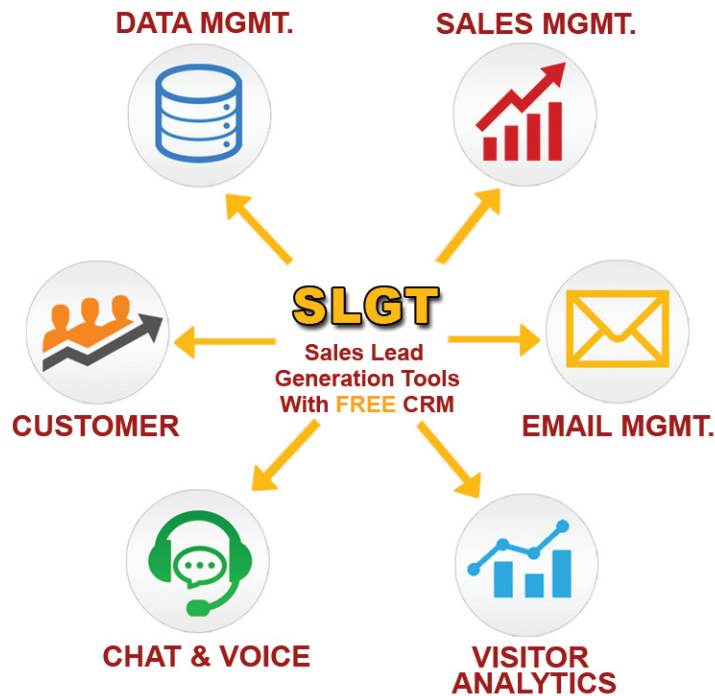 DATA MGMT.
SALES MGMT.
SLGT
Sales Lead
Generation Tools
With FREE CRM
CUSTOMER
EMAIL MGMT.
CHAT & VOICE
VISITOR
ANALYTICS